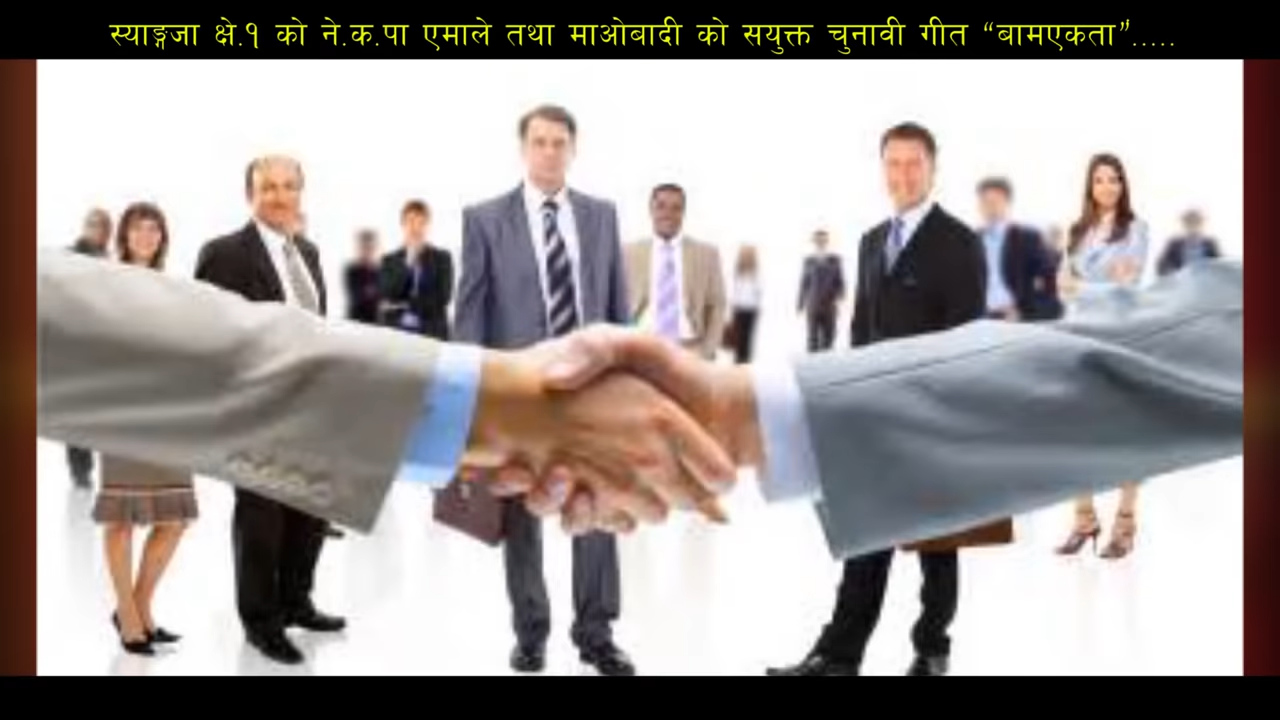 स्याङ्गजा क्षे.१ को ने.क.पा एमाले तथा माओबादी को सयुक्त चुनावी गीत “बामएकता”.....